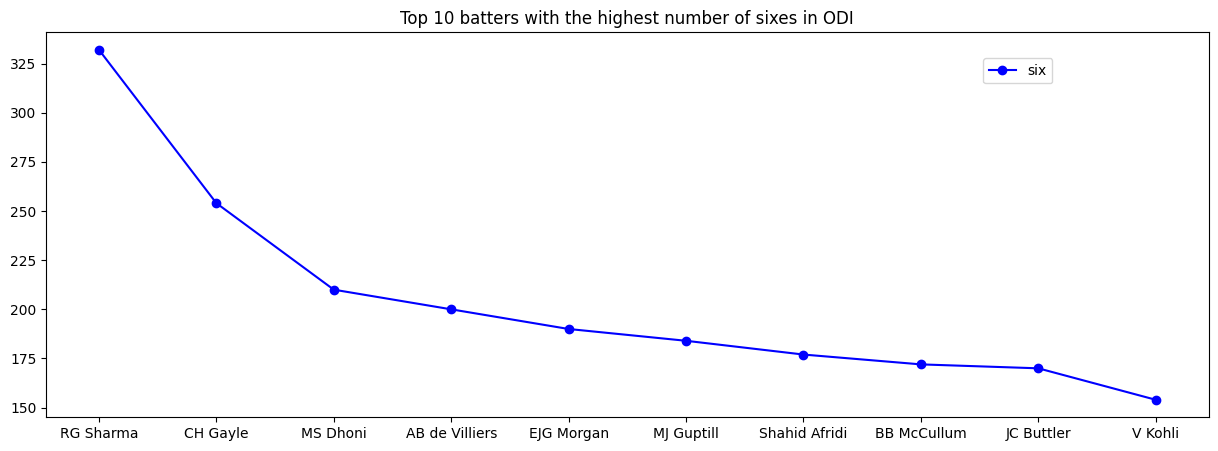 Top 10 batters with the highest number of sixes in ODI
six
325
300
275
250
225
200
175
150
RG Sharma CH Gayle MS Dhoni AB de Villiers EJG Morgan MJ Guptill Shahid Afridi BB McCullum JC Buttler V Kohli